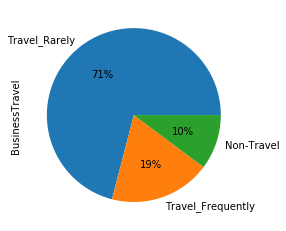 Travel_Rarely
71%
BusinessTravel
10%
Non-Travel
19%
Travel_Frequently